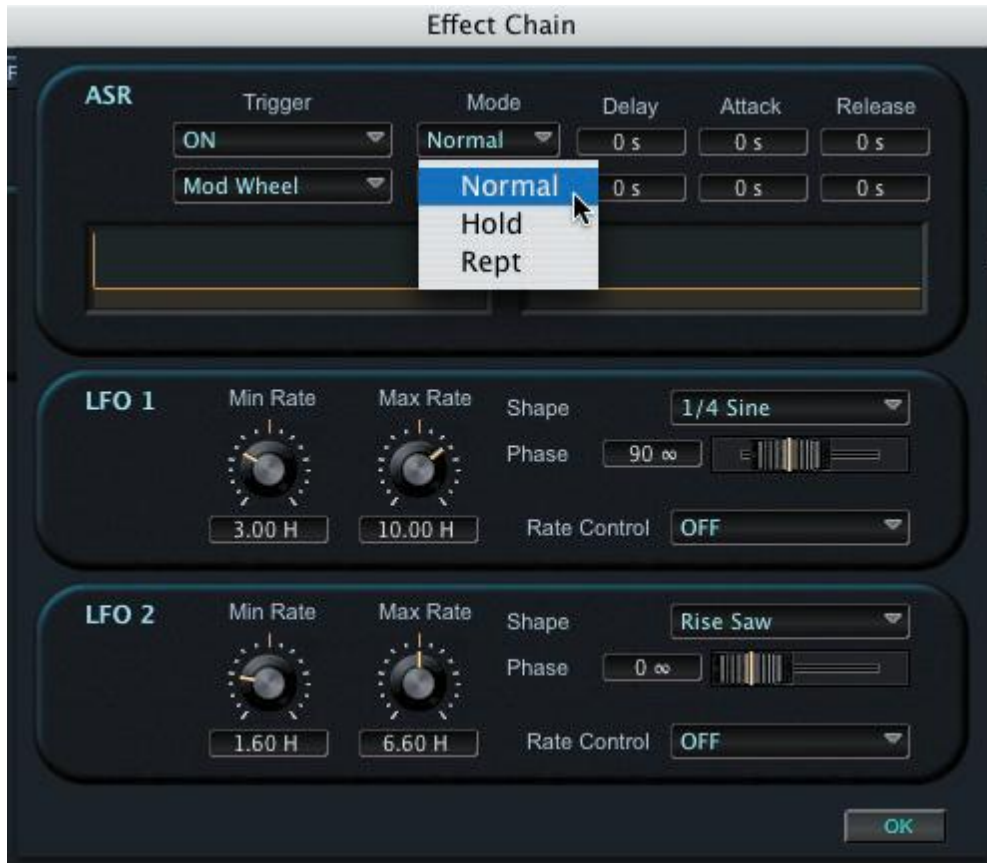 Effect Chain
F
ASR Trigger Mode Delay Attack Release
ON Normal 0 s 0 s 0 s
Mod Wheel Normal 0 s 0 s 0 s
Hold
Rept
LFO 1 Min Rate Max Rate Shape 1/4 Sine
Phase 90 ∞
3.00 H 10.00 H Rate Control OFF
LFO 2 Min Rate Max Rate Shape Rise Saw
Phase 0 ∞
1.60 H 6.60 H Rate Control OFF
OK